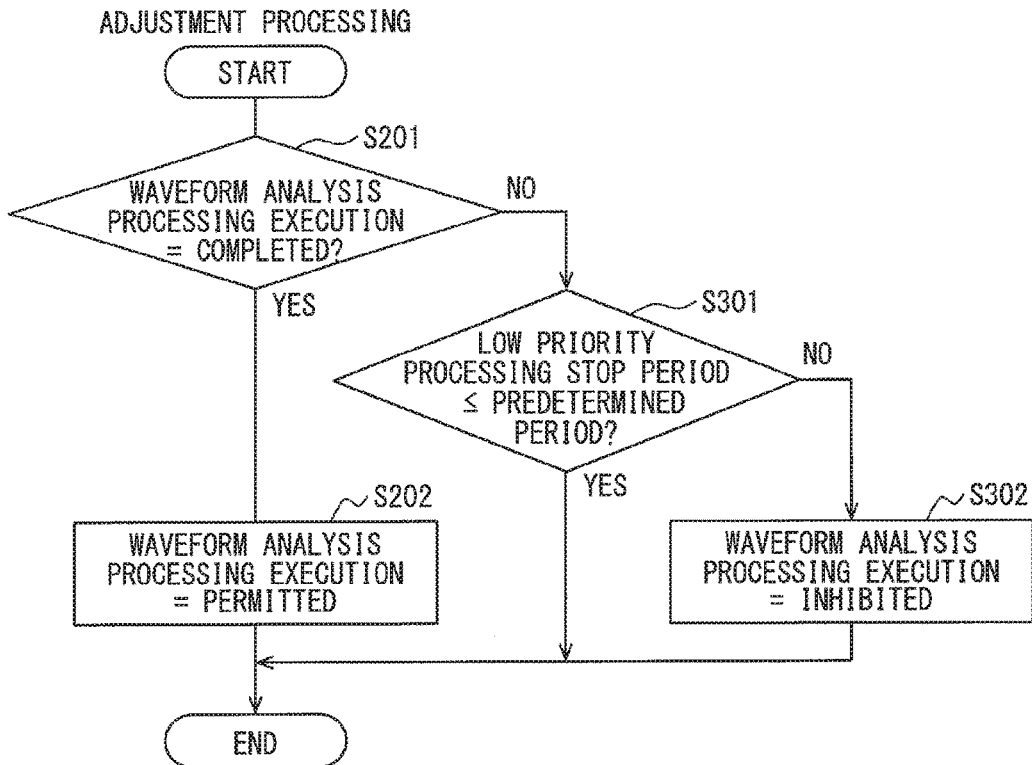 ADJUSTMENT PROCESSING
START
S201
WAVEFORM ANALYSIS
PROCESSING EXECUTION
= COMPLETED?
NO
YES
S301
LOW PRIORITY
PROCESSING STOP PERIOD
≤ PREDETERMINED
PERIOD?
NO
YES
S202
WAVEFORM ANALYSIS
PROCESSING EXECUTION
= PERMITTED
S302
WAVEFORM ANALYSIS
PROCESSING EXECUTION
= INHIBITED
END